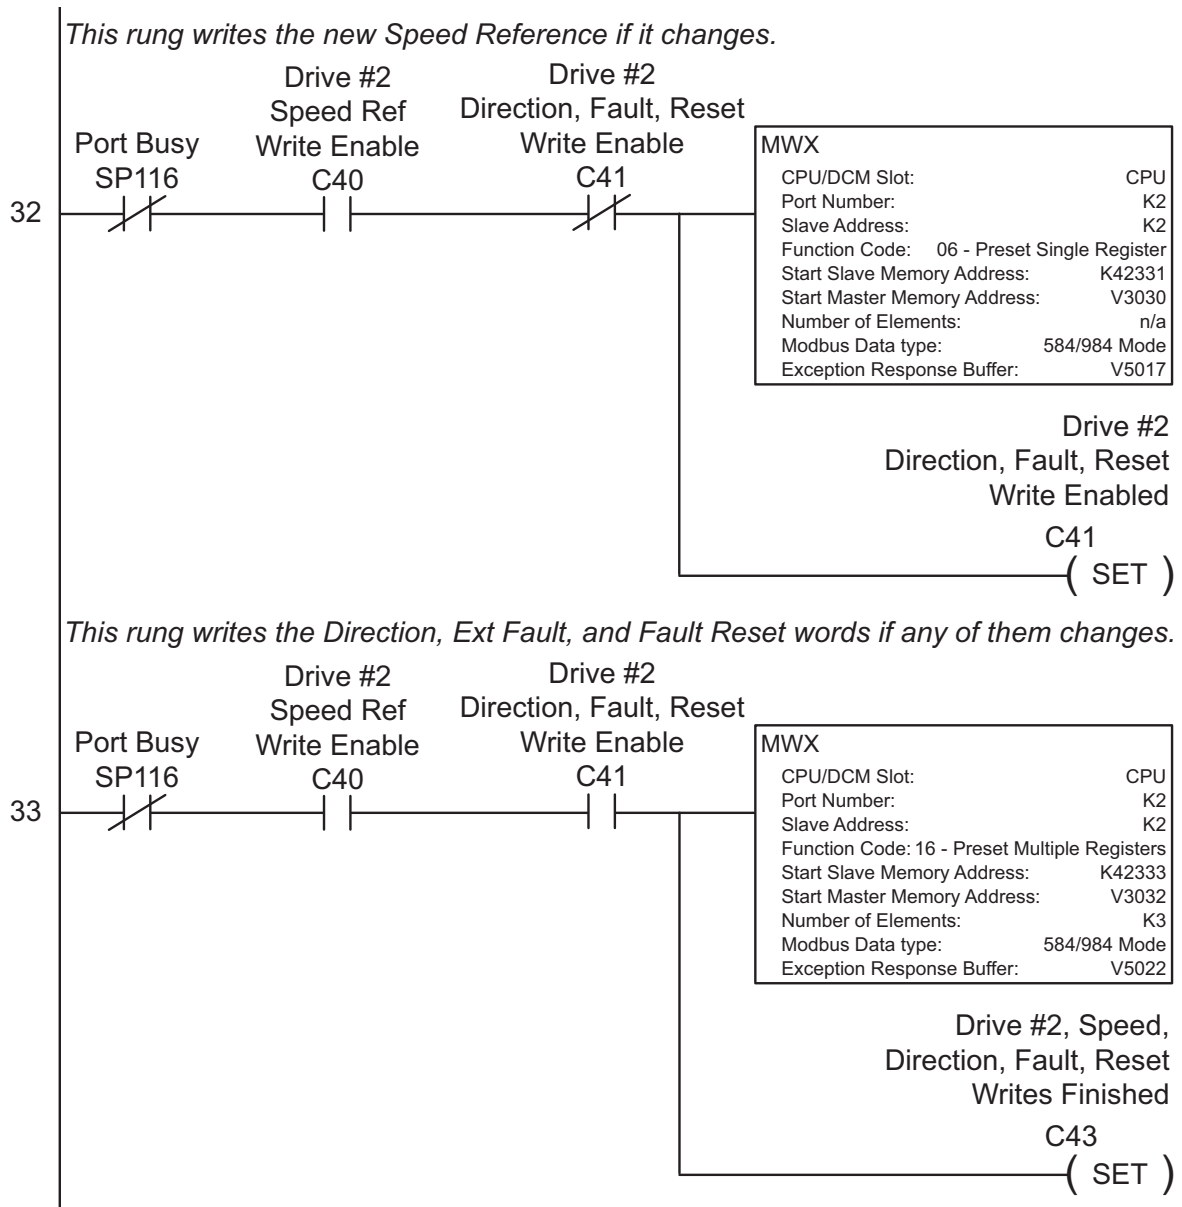 This rung writes the new Speed Reference if it changes.
Drive #2
Speed Ref
Write Enable
C40
Drive #2
Direction, Fault, Reset
Write Enable
C41
Port Busy
SP116
32
MWX
CPU/DCM Slot: CPU
Port Number: K2
Slave Address: K2
Function Code: 06 - Preset Single Register
Start Slave Memory Address: K42331
Start Master Memory Address: V3030
Number of Elements: n/a
Modbus Data type: 584/984 Mode
Exception Response Buffer: V5017
Drive #2
Direction, Fault, Reset
Write Enabled
C41
( SET )
This rung writes the Direction, Ext Fault, and Fault Reset words if any of them changes.
Drive #2
Speed Ref
Write Enable
C40
Drive #2
Direction, Fault, Reset
Write Enable
C41
Port Busy
SP116
33
MWX
CPU/DCM Slot: CPU
Port Number: K2
Slave Address: K2
Function Code: 16 - Preset Multiple Registers
Start Slave Memory Address: K42333
Start Master Memory Address: V3032
Number of Elements: K3
Modbus Data type: 584/984 Mode
Exception Response Buffer: V5022
Drive #2, Speed,
Direction, Fault, Reset
Writes Finished
C43
( SET )